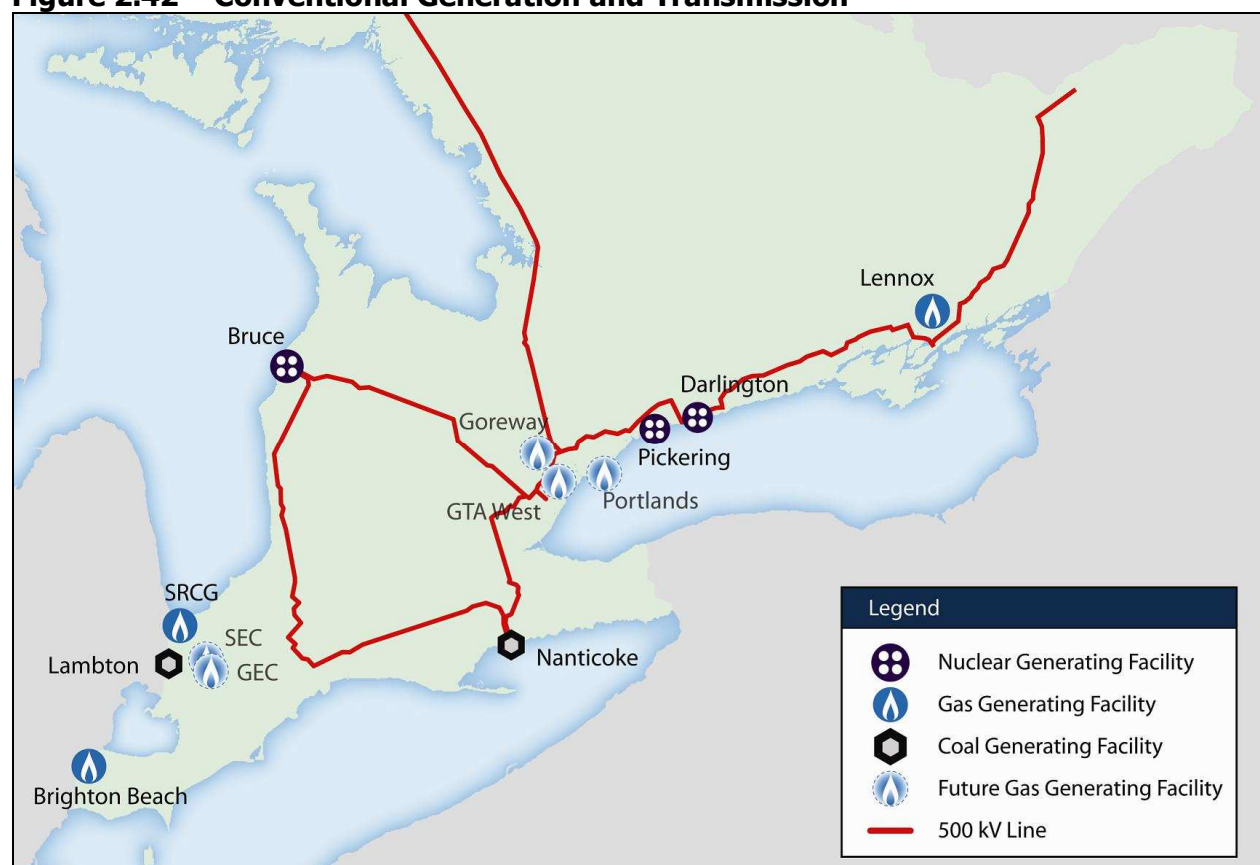 Figure 2.42 Conventional Generation and Transmission
Lennox
Bruce
Darlington
Goreway
Pickering
Portlands
GTA West
SRCG
SEC
Lambton
GEC
Nanticoke
Brighton Beach
Legend
Nuclear Generating Facility
Gas Generating Facility
Coal Generating Facility
Future Gas Generating Facility
500 kV Line